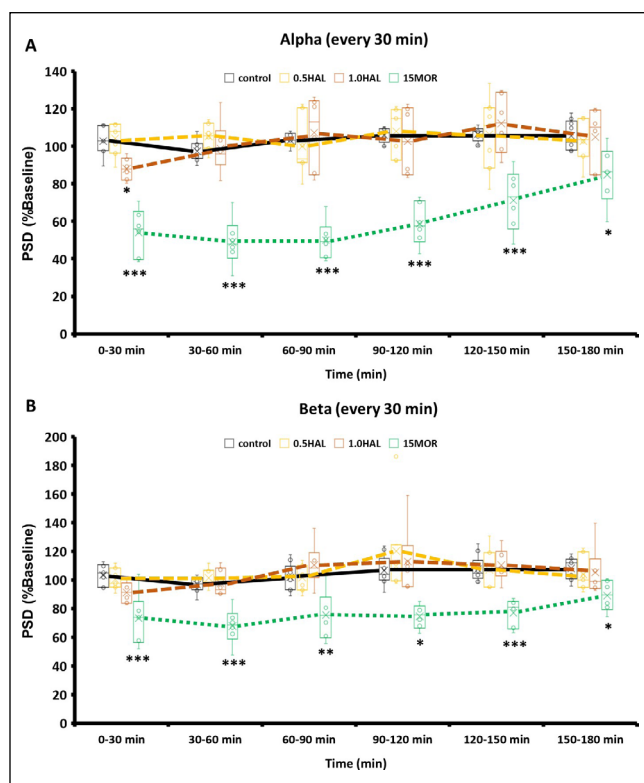 A
Alpha (every 30 min)
control 0.5HAL 1.0HAL 15MOR
PSD (%Baseline)
140
120
100
80
60
40
20
0
* *** *** *** *** *** *
0-30 min 30-60 min 60-90 min 90-120 min 120-150 min 150-180 min
Time (min)
B
Beta (every 30 min)
control 0.5HAL 1.0HAL 15MOR
PSD (%Baseline)
200
180
160
140
120
100
80
60
40
20
0
*** *** ** * *** *
0-30 min 30-60 min 60-90 min 90-120 min 120-150 min 150-180 min
Time (min)